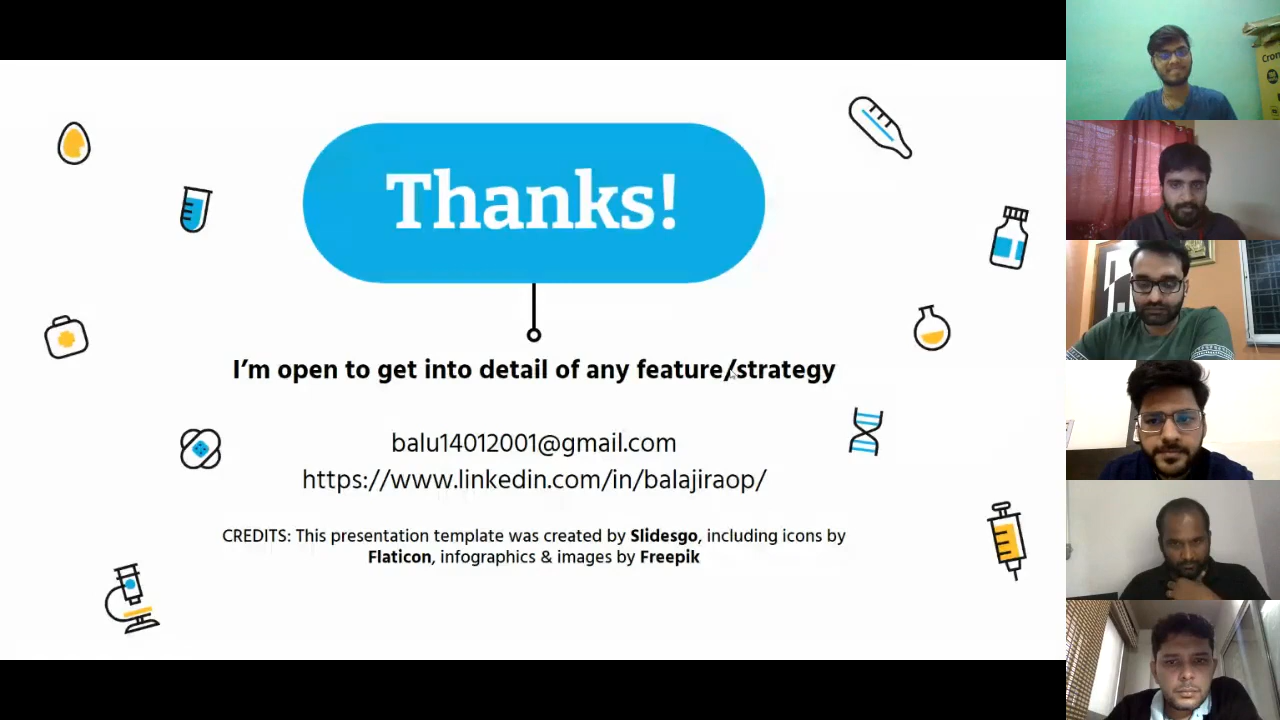 Thanks!
I'm open to get into detail of any feature/strategy
balu14012001@gmail.com
https://www.linkedin.com/in/balajiraop/
CREDITS: This presentation template was created by Slidesgo, including icons by
Flaticon, infographics & images by Freepik
Crom